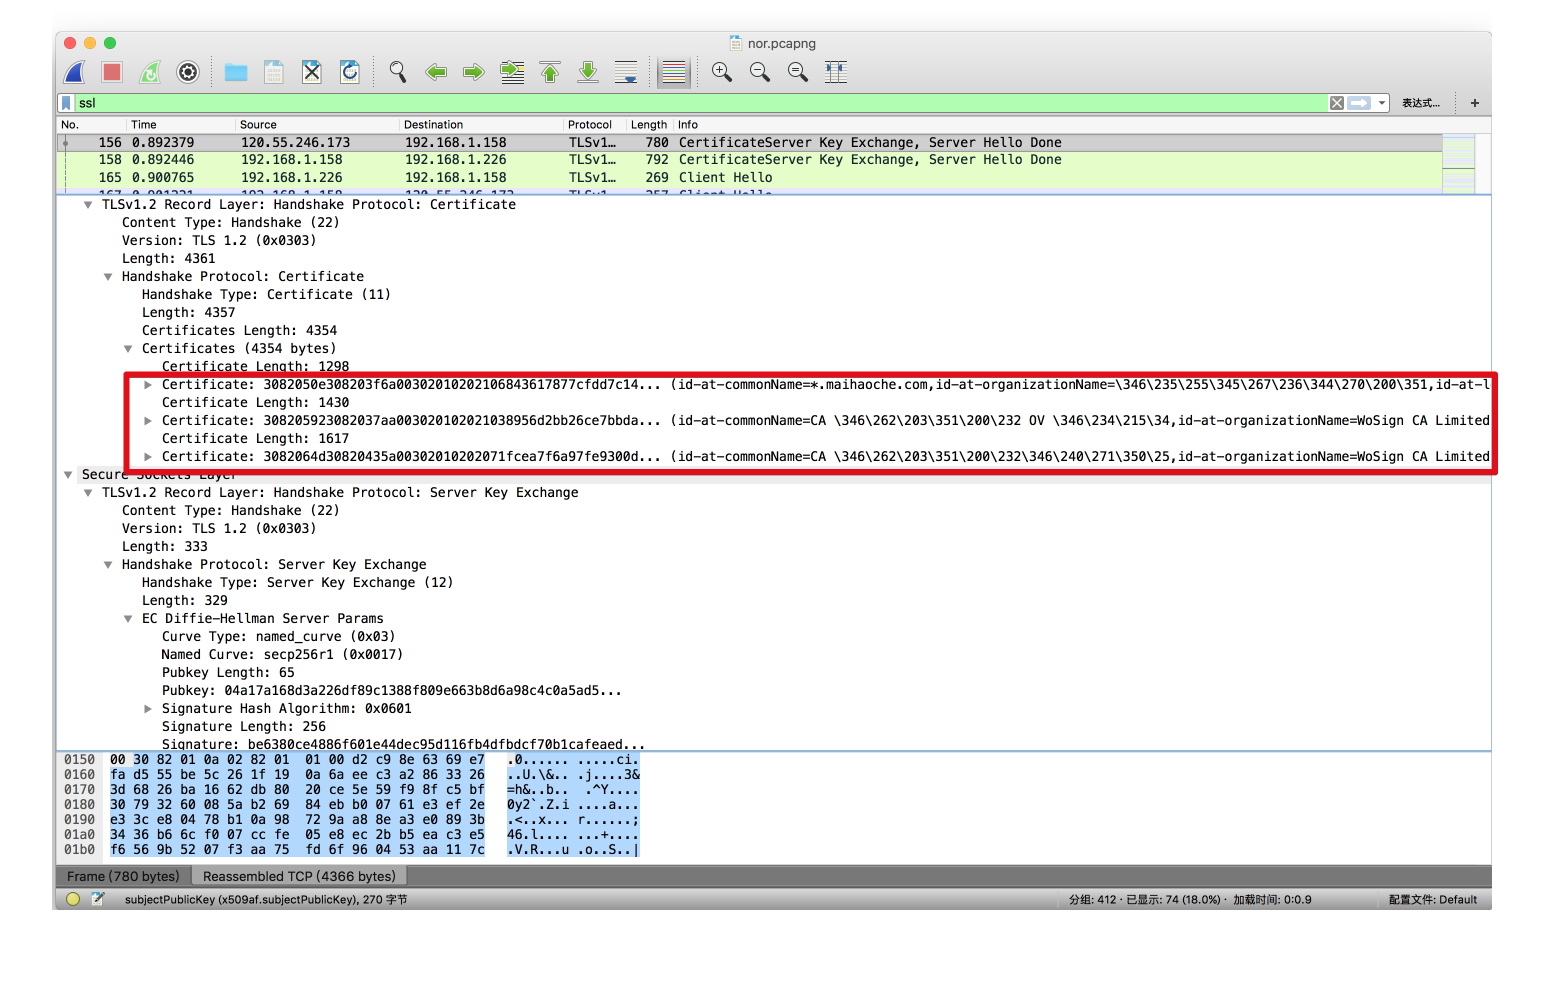 nor.pcapng
ssl
表达式…
+
No. Time Source Destination Protocol Length Info
156 0.892379 120.55.246.173 192.168.1.158 TLSv1… 780 CertificateServer Key Exchange, Server Hello Done
158 0.892446 192.168.1.158 192.168.1.226 TLSv1… 792 CertificateServer Key Exchange, Server Hello Done
165 0.900765 192.168.1.226 192.168.1.158 TLSv1… 269 Client Hello
TLSv1.2 Record Layer: Handshake Protocol: Certificate
Content Type: Handshake (22)
Version: TLS 1.2 (0x0303)
Length: 4361
Handshake Protocol: Certificate
Handshake Type: Certificate (11)
Length: 4357
Certificates Length: 4354
Certificates (4354 bytes)
Certificate Length: 1298
Certificate: 3082050e308203f6a00302010202106843617877cfdd7c14... (id-at-commonName=*.maihaoche.com,id-at-organizationName=\346\235\255\345\267\236\344\270\200\351,id-at-l
Certificate Length: 1430
Certificate: 308205923082037aa003020102021038956d2bb26ce7bbda... (id-at-commonName=CA \346\262\203\351\200\232 OV \346\234\215\34,id-at-organizationName=WoSign CA Limited
Certificate Length: 1617
Certificate: 3082064d30820435a00302010202071fcea7f6a97fe9300d... (id-at-commonName=CA \346\262\203\351\200\232\346\240\271\350\25,id-at-organizationName=WoSign CA Limited
Secure Sockets Layer
TLSv1.2 Record Layer: Handshake Protocol: Server Key Exchange
Content Type: Handshake (22)
Version: TLS 1.2 (0x0303)
Length: 333
Handshake Protocol: Server Key Exchange
Handshake Type: Server Key Exchange (12)
Length: 329
EC Diffie-Hellman Server Params
Curve Type: named_curve (0x03)
Named Curve: secp256r1 (0x0017)
Pubkey Length: 65
Pubkey: 04a17a168d3a226df89c1388f809e663b8d6a98c4c0a5ad5...
Signature Hash Algorithm: 0x0601
Signature Length: 256
Signature: be6380ce4886f601e44dec95d116fb4dfbdcf70b1cafeaed...
0150 00 30 82 01 0a 02 82 01 01 00 d2 c9 8e 63 69 e7 .0...... .....ci.
0160 fa d5 55 be 5c 26 1f 19 0a 6a ee c3 a2 86 33 26 ..U.\&.. .j....3&
0170 3d 68 26 ba 16 62 db 80 20 ce 5e 59 f9 8f c5 bf =h&..b.. .^Y....
0180 30 79 32 60 08 5a b2 69 84 eb b0 07 61 e3 ef 2e 0y2`.Z.i ....a...
0190 e3 3c e8 04 78 b1 0a 98 72 9a a8 8e a3 e0 89 3b .<..x... r......;
01a0 34 36 b6 6c f0 07 cc fe 05 e8 ec 2b b5 ea c3 e5 46.l.... ...+....
01b0 f6 56 9b 52 07 f3 aa 75 fd 6f 96 04 53 aa 11 7c .V.R...u .o..S..|
Frame (780 bytes) Reassembled TCP (4366 bytes)
subjectPublicKey (x509af.subjectPublicKey), 270 字节 分组: 412 · 已显示: 74 (18.0%) · 加载时间: 0:0.9 配置文件: Default